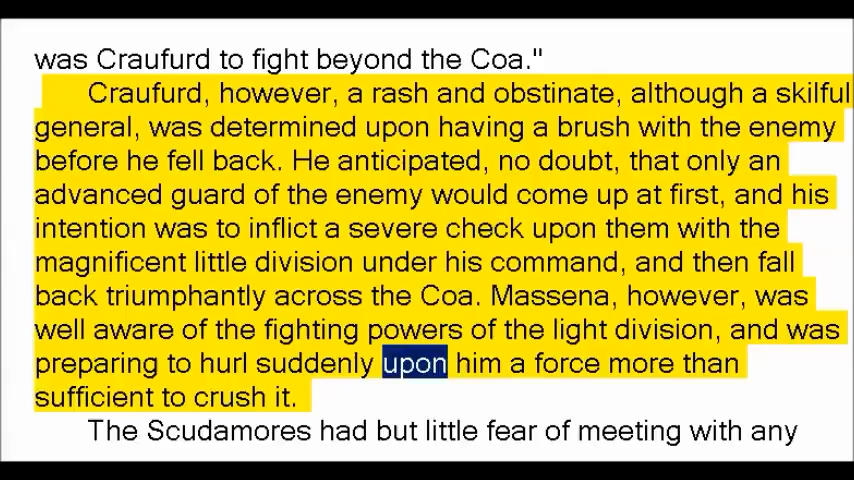 was Craufurd to fight beyond the Coa."
Craufurd, however, a rash and obstinate, although a skilful
general, was determined upon having a brush with the enemy
before he fell back. He anticipated, no doubt, that only an
advanced guard of the enemy would come up at first, and his
intention was to inflict a severe check upon them with the
magnificent little division under his command, and then fall
back triumphantly across the Coa. Massena, however, was
well aware of the fighting powers of the light division, and was
preparing to hurl suddenly upon him a force more than
sufficient to crush it.
The Scudamores had but little fear of meeting with any